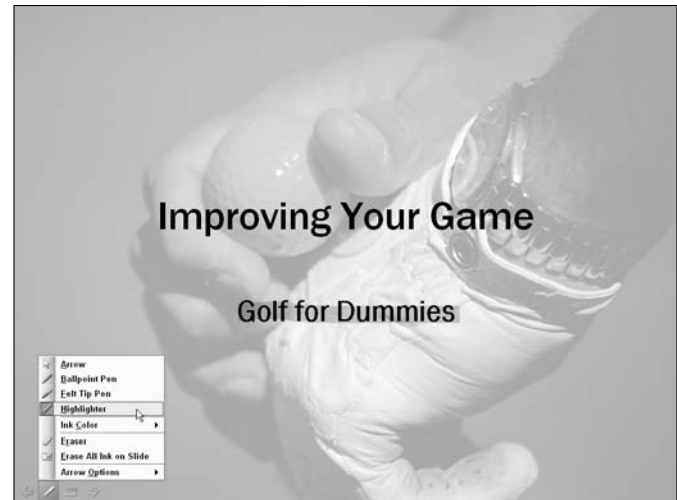 Improving Your Game
Golf for Dummies
Arrow
Ballpoint Pen
Felt Tip Pen
Highlighter
Ink Color
Eraser
Erase All Ink on Slide
Arrow Options